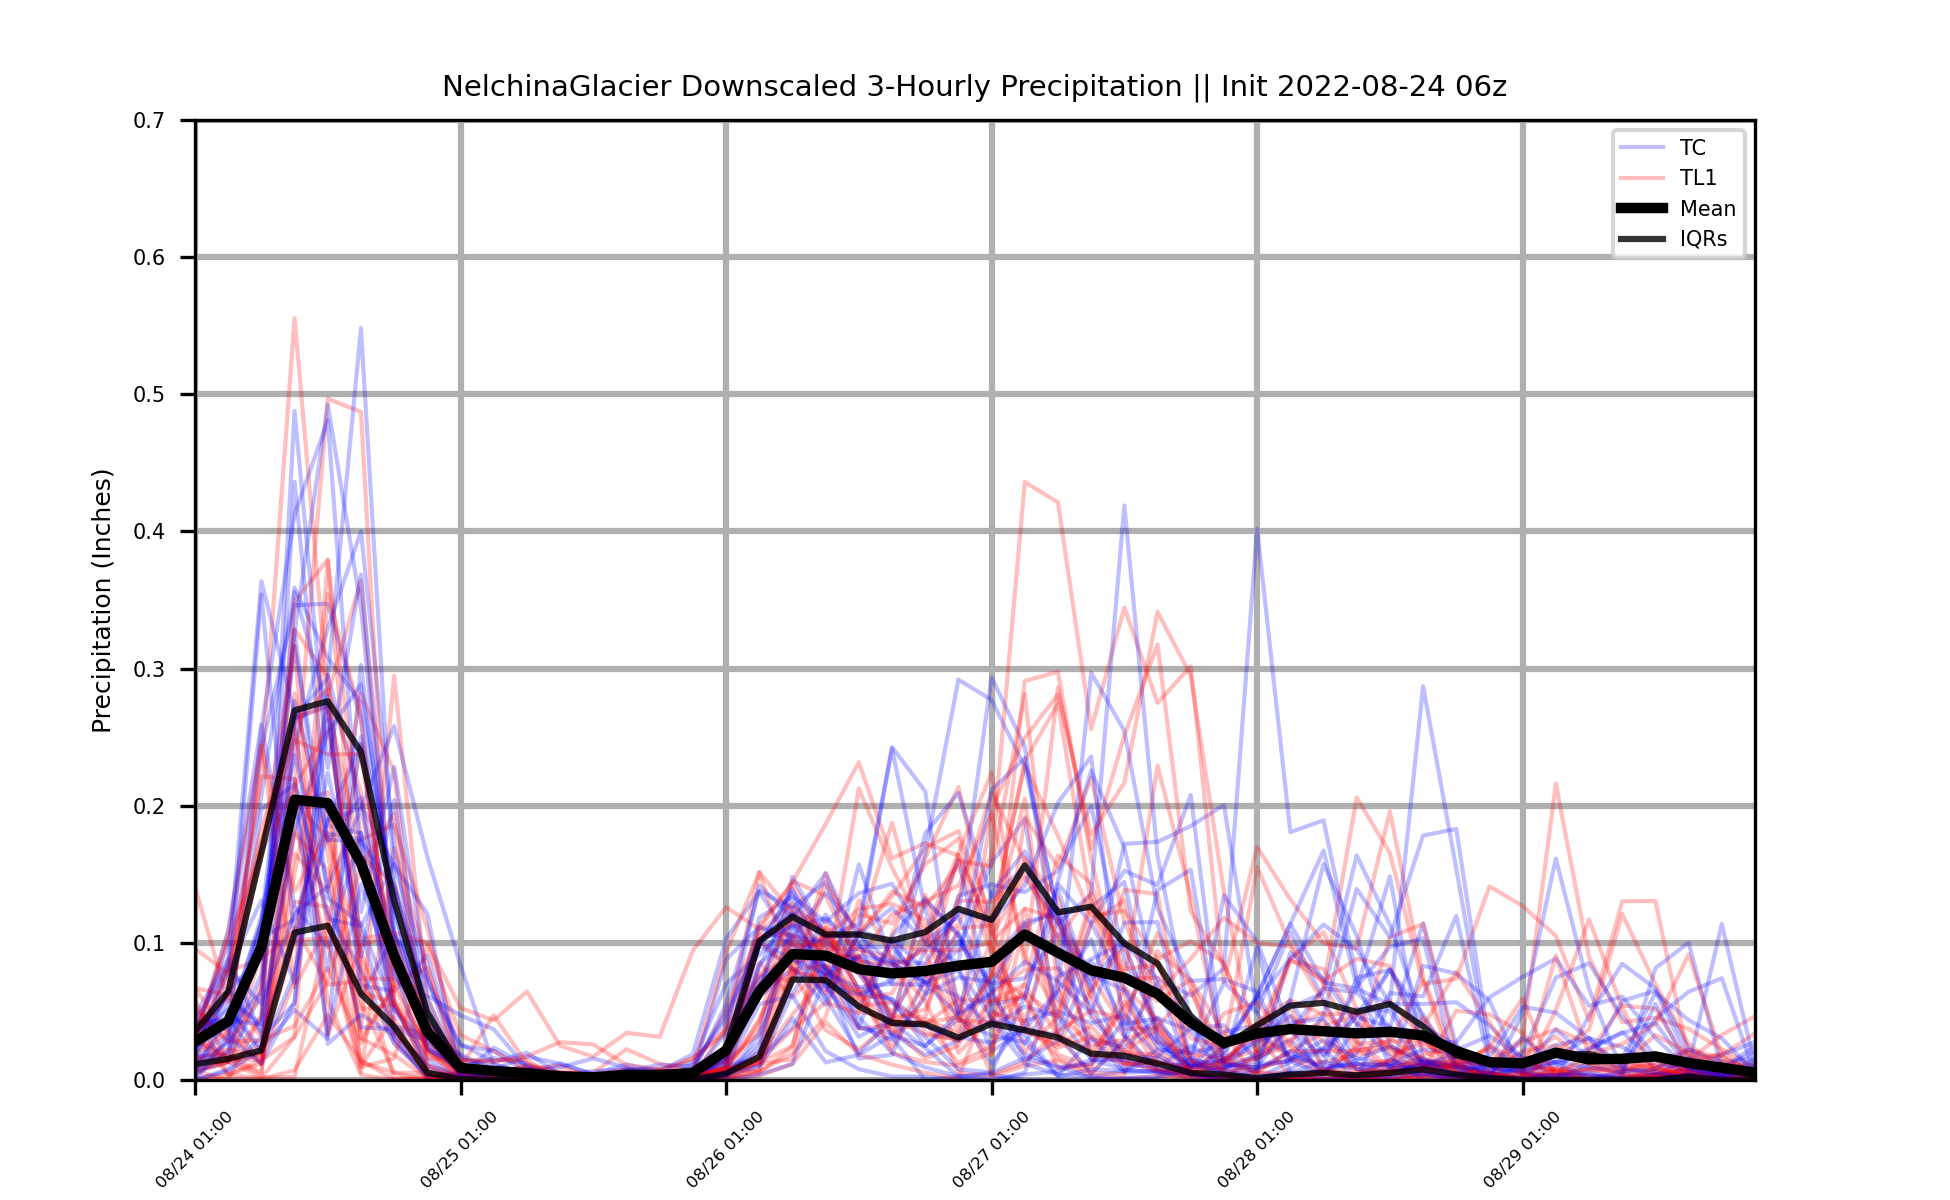 NelchinaGlacier Downscaled 3-Hourly Precipitation || Init 2022-08-24 06z
TC
TL1
Mean
IQRs
Precipitation (Inches)
0.7
0.6
0.5
0.4
0.3
0.2
0.1
0.0
08/24 01:00
08/25 01:00
08/26 01:00
08/27 01:00
08/28 01:00
08/29 01:00